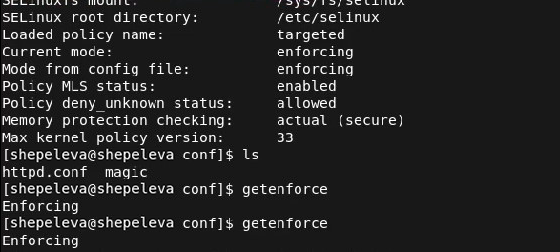 SELinuxfs mount:                /sys/fs/selinux
SELinux root directory:         /etc/selinux
Loaded policy name:             targeted
Current mode:                   enforcing
Mode from config file:          enforcing
Policy MLS status:              enabled
Policy deny_unknown status:     allowed
Memory protection checking:     actual (secure)
Max kernel policy version:      33
[shepeleva@shepeleva conf]$ ls
httpd.conf  magic
[shepeleva@shepeleva conf]$ getenforce
Enforcing
[shepeleva@shepeleva conf]$ getenforce
Enforcing